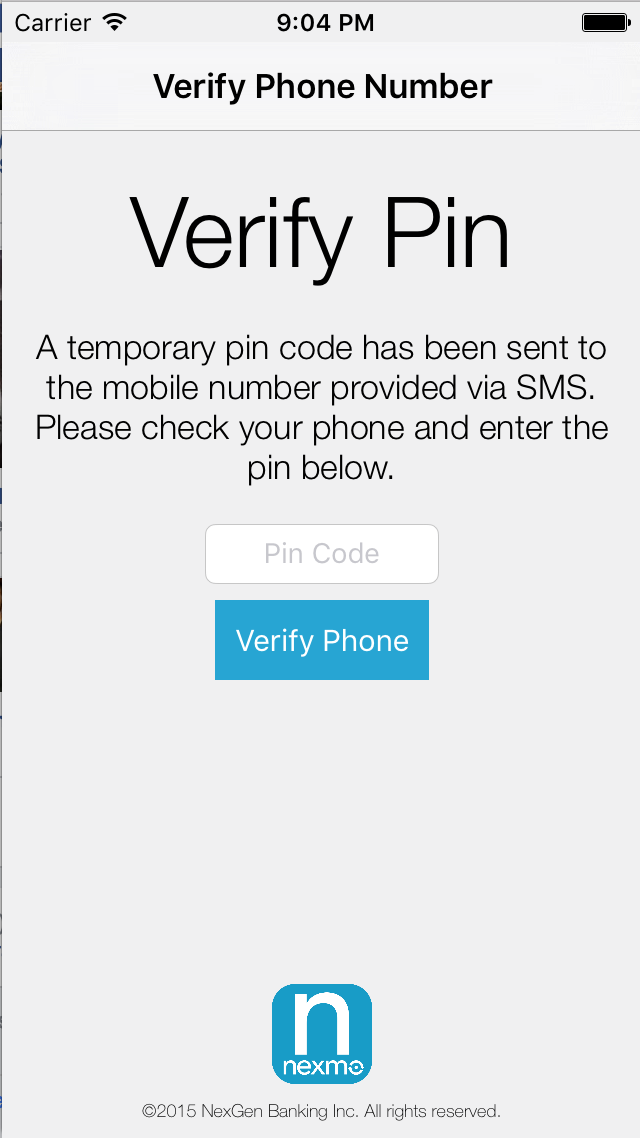 Carrier 9:04 PM
Verify Phone Number
Verify Pin
A temporary pin code has been sent to
the mobile number provided via SMS.
Please check your phone and enter the
pin below.
Pin Code
Verify Phone
n
nexmo
©2015 NexGen Banking Inc. All rights reserved.